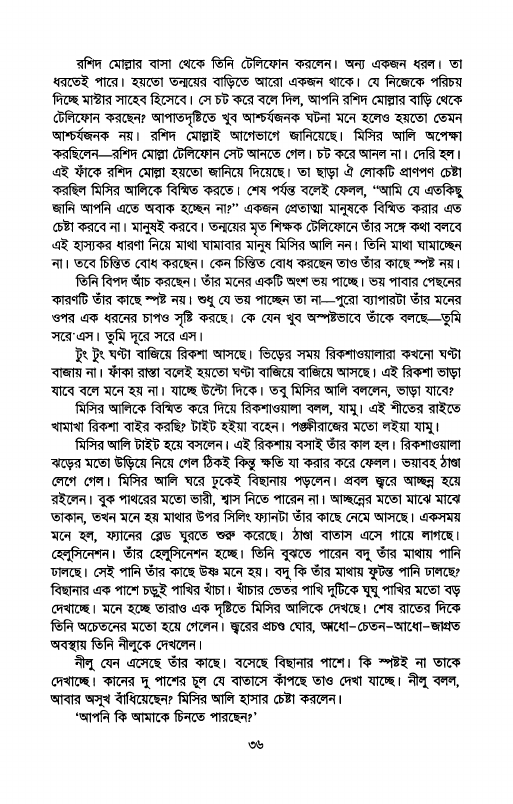 রশিদ মোল্লার বাসা থেকে তিনি টেলিফোন করলেন। অন্য একজন ধরল। তা
ধরতেই পারে। হয়তো তন্ময়ের বাড়িতে আরো একজন থাকে। যে নিজেকে পরিচয়
দিচ্ছে মাস্টার সাহেব হিসেবে। সে চট করে বলে দিল, আপনি রশিদ মোল্লার বাড়ি থেকে
টেলিফোন করছেন? আপাতদৃষ্টিতে খুব আশ্চর্যজনক ঘটনা মনে হলেও হয়তো তেমন
আশ্চর্যজনক নয়। রশিদ মোল্লাই আগেভাগে জানিয়েছে। মিসির আলি অপেক্ষা
করছিলেন—রশিদ মোল্লা টেলিফোন সেট আনতে গেল। চট করে আনল না। দেরি হল।
এই ফাঁকে রশিদ মোল্লা হয়তো জানিয়ে দিয়েছে। তা ছাড়া ঐ লোকটি প্রাণপণ চেষ্টা
করছিল মিসির আলিকে বিস্মিত করতে। শেষ পর্যন্ত বলেই ফেলল, “আমি যে এতকিছু
জানি আপনি এতে অবাক হচ্ছেন না?” একজন প্রেতাত্মা মানুষকে বিস্মিত করার এত
চেষ্টা করবে না। মানুষই করবে। তন্ময়ের মৃত শিক্ষক টেলিফোনে তাঁর সঙ্গে কথা বলবে
এই হাস্যকর ধারণা নিয়ে মাথা ঘামাবার মানুষ মিসির আলি নন। তিনি মাথা ঘামাচ্ছেন
না। তবে চিন্তিত বোধ করছেন। কেন চিন্তিত বোধ করছেন তাও তাঁর কাছে স্পষ্ট নয়।
তিনি বিপদ আঁচ করছেন। তাঁর মনের একটি অংশ ভয় পাচ্ছে। ভয় পাবার পেছনের
কারণটি তাঁর কাছে স্পষ্ট নয়। শুধু যে ভয় পাচ্ছেন তা না—পুরো ব্যাপারটা তাঁর মনের
ওপর এক ধরনের চাপও সৃষ্টি করছে। কে যেন খুব অস্পষ্টভাবে তাঁকে বলছে—তুমি
সরে এস। তুমি দূরে সরে এস।
টুং টুং ঘণ্টা বাজিয়ে রিকশা আসছে। ভিড়ের সময় রিকশাওয়ালারা কখনো ঘণ্টা
বাজায় না। ফাঁকা রাস্তা বলেই হয়তো ঘণ্টা বাজিয়ে বাজিয়ে আসছে। এই রিকশা ভাড়া
যাবে বলে মনে হয় না। যাচ্ছে উল্টো দিকে। তবু মিসির আলি বললেন, ভাড়া যাবে?
মিসির আলিকে বিস্মিত করে দিয়ে রিকশাওয়ালা বলল, যামু। এই শীতের রাইতে
খামাখা রিকশা বাইর করছি? টাইট হইয়া বহেন। পঙ্ক্ষীরাজের মতো লইয়া যামু।
মিসির আলি টাইট হয়ে বসলেন। এই রিকশায় বসাই তাঁর কাল হল। রিকশাওয়ালা
ঝড়ের মতো উড়িয়ে নিয়ে গেল ঠিকই কিন্তু ক্ষতি যা করার করে ফেলল। ভয়াবহ ঠাণ্ডা
লেগে গেল। মিসির আলি ঘরে ঢুকেই বিছানায় পড়লেন। প্রবল জ্বরে আচ্ছন্ন হয়ে
রইলেন। বুক পাথরের মতো ভারী, শ্বাস নিতে পারেন না। আচ্ছন্নের মতো মাঝে মাঝে
তাকান, তখন মনে হয় মাথার উপর সিলিং ফ্যানটা তাঁর কাছে নেমে আসছে। একসময়
মনে হল, ফ্যানের ব্লেড ঘুরতে শুরু করেছে। ঠাণ্ডা বাতাস এসে গায়ে লাগছে।
হেলুসিনেশন। তাঁর হেলুসিনেশন হচ্ছে। তিনি বুঝতে পারেন বদু তাঁর মাথায় পানি
ঢালছে। সেই পানি তাঁর কাছে উষ্ণ মনে হয়। বদু কি তাঁর মাথায় ফুটন্ত পানি ঢালছে?
বিছানার এক পাশে চড়ুই পাখির খাঁচা। খাঁচার ভেতর পাখি দুটিকে ঘুঘু পাখির মতো বড়
দেখাচ্ছে। মনে হচ্ছে তারাও এক দৃষ্টিতে মিসির আলিকে দেখছে। শেষ রাতের দিকে
তিনি অচেতনের মতো হয়ে গেলেন। জ্বরের প্রচণ্ড ঘোর, আধো-চেতন-আধো-জাগ্রত
অবস্থায় তিনি নীলুকে দেখলেন।
নীলু যেন এসেছে তাঁর কাছে। বসেছে বিছানার পাশে। কি স্পষ্টই না তাকে
দেখাচ্ছে। কানের দু পাশের চুল যে বাতাসে কাঁপছে তাও দেখা যাচ্ছে। নীলু বলল,
আবার অসুখ বাঁধিয়েছেন? মিসির আলি হাসার চেষ্টা করলেন।
‘আপনি কি আমাকে চিনতে পারছেন?’
৩৬